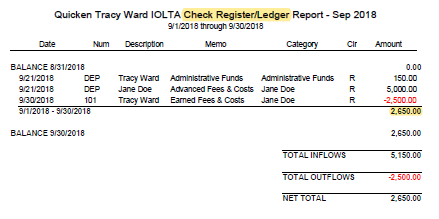 Quicken Tracy Ward IOLTA Check Register/Ledger Report - Sep 2018
9/1/2018 through 9/30/2018
Date Num Description Memo Category Clr Amount
BALANCE 8/31/2018 0.00
9/21/2018 DEP Tracy Ward Administrative Funds Administrative Funds R 150.00
9/21/2018 DEP Jane Doe Advanced Fees & Costs Jane Doe R 5,000.00
9/30/2018 101 Tracy Ward Earned Fees & Costs Jane Doe R -2,500.00
9/1/2018 - 9/30/2018 2,650.00
BALANCE 9/30/2018 2,650.00
TOTAL INFLOWS 5,150.00
TOTAL OUTFLOWS -2,500.00
NET TOTAL 2,650.00